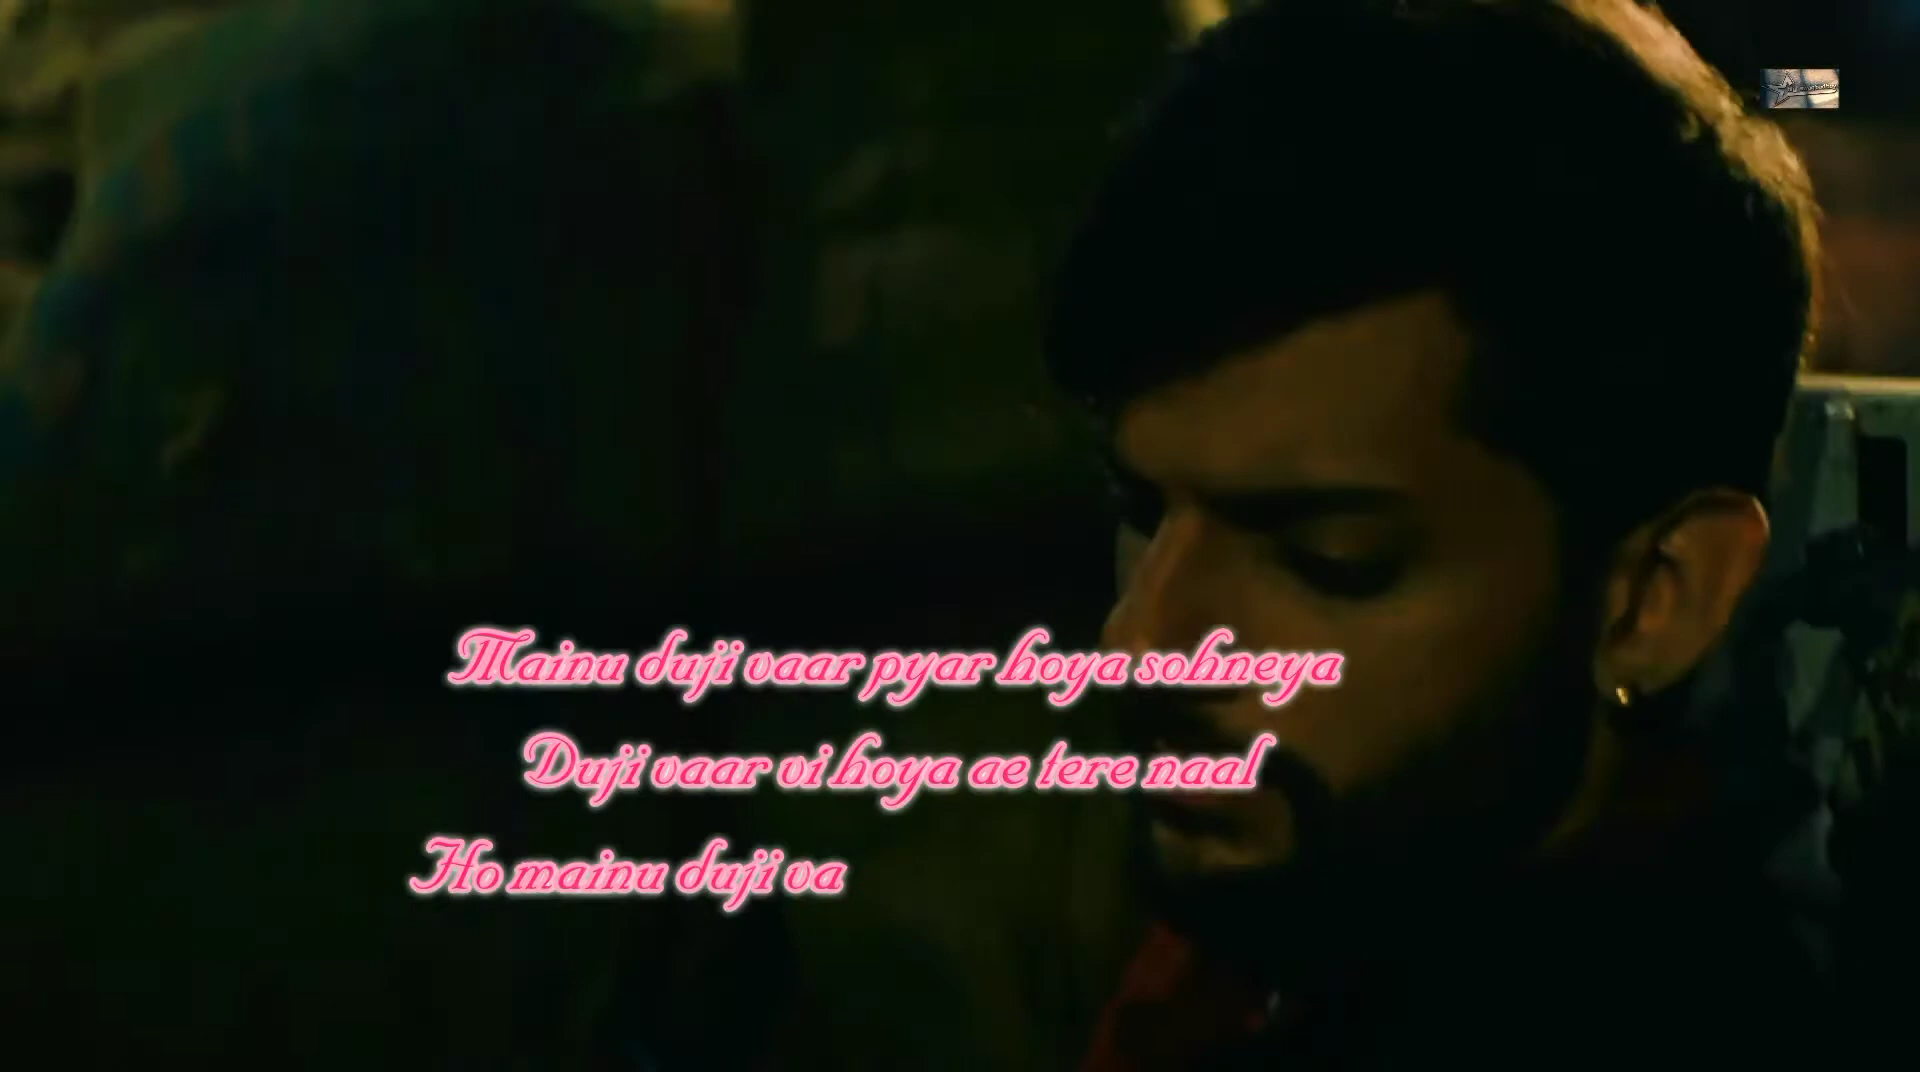 Mainu duji vaar pyar hoya sohneya
Duji vaar vi hoya ae tere naal
Ho mainu duji va